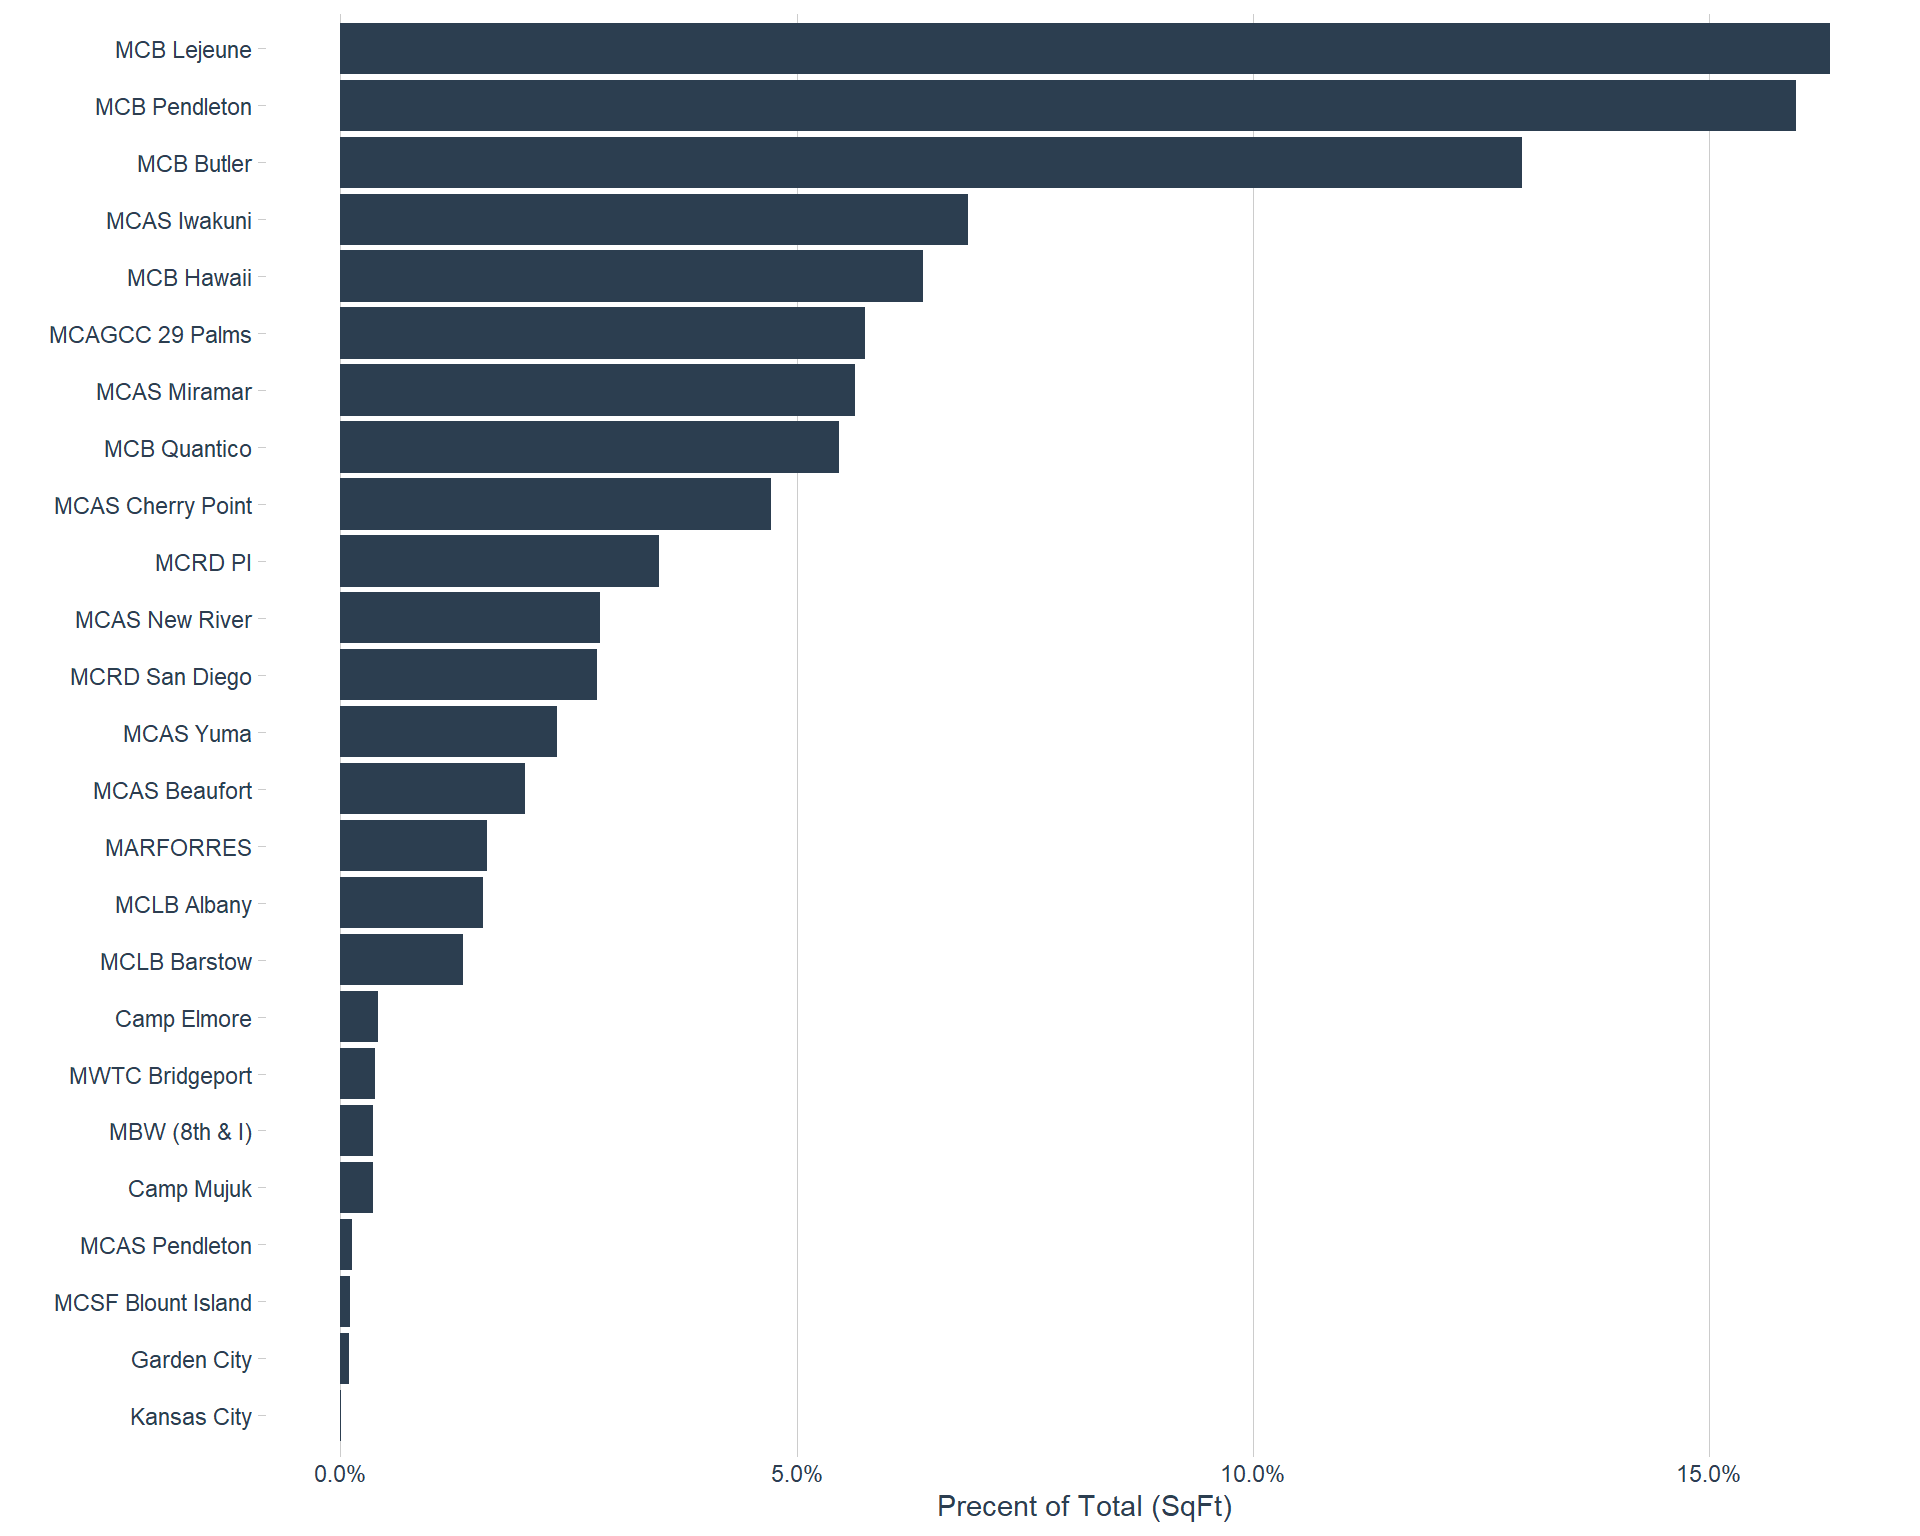 MCB Lejeune
MCB Pendleton
MCB Butler
MCAS Iwakuni
MCB Hawaii
MCAGCC 29 Palms
MCAS Miramar
MCB Quantico
MCAS Cherry Point
MCRD PI
MCAS New River
MCRD San Diego
MCAS Yuma
MCAS Beaufort
MARFORRES
MCLB Albany
MCLB Barstow
Camp Elmore
MWTC Bridgeport
MBW (8th & I)
Camp Mujuk
MCAS Pendleton
MCSF Blount Island
Garden City
Kansas City
0.0% 5.0% 10.0% 15.0%
Precent of Total (SqFt)